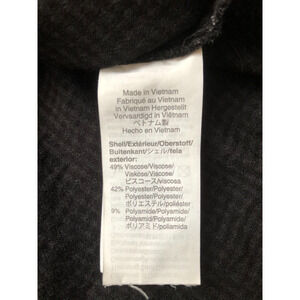 Made in Vietnam
Fabriqué au Vietnam
in Vietnam Hergestellt
Vervaardigd in Vietnam
ベトナム製
Hecho en Vietnam
Shell/Extérieur/Oberstoff/
Buitenkant/シェル/tela
exterior:
49% Viscose/Viscose/
Viskose/Viscose/
ビスコース/viscosa
42% Polyester/Polyester/
Polyester/Polyester/
ポリエステル/poliéster
9% Polyamide/Polyamide/
Polyamid/Polyamide/
ポリアミド/poliamida